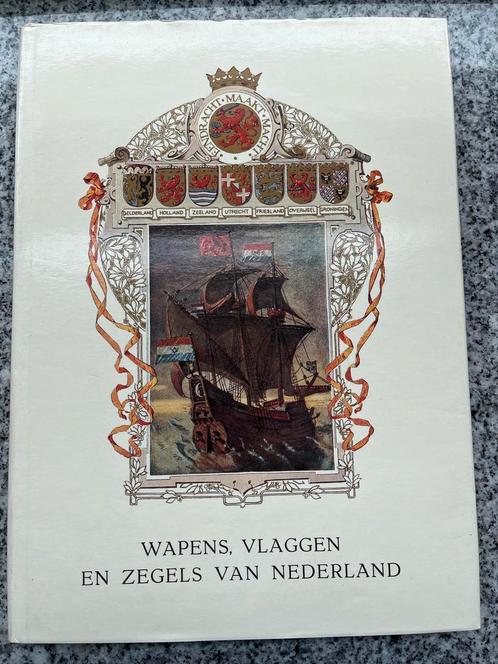 EENDRACHT · MAAKT · MACHT
GELDERLAND HOLLAND ZEELAND UTRECHT FRIESLAND OVERIJSEL GRONINGEN
WAPENS, VLAGGEN
EN ZEGELS VAN NEDERLAND